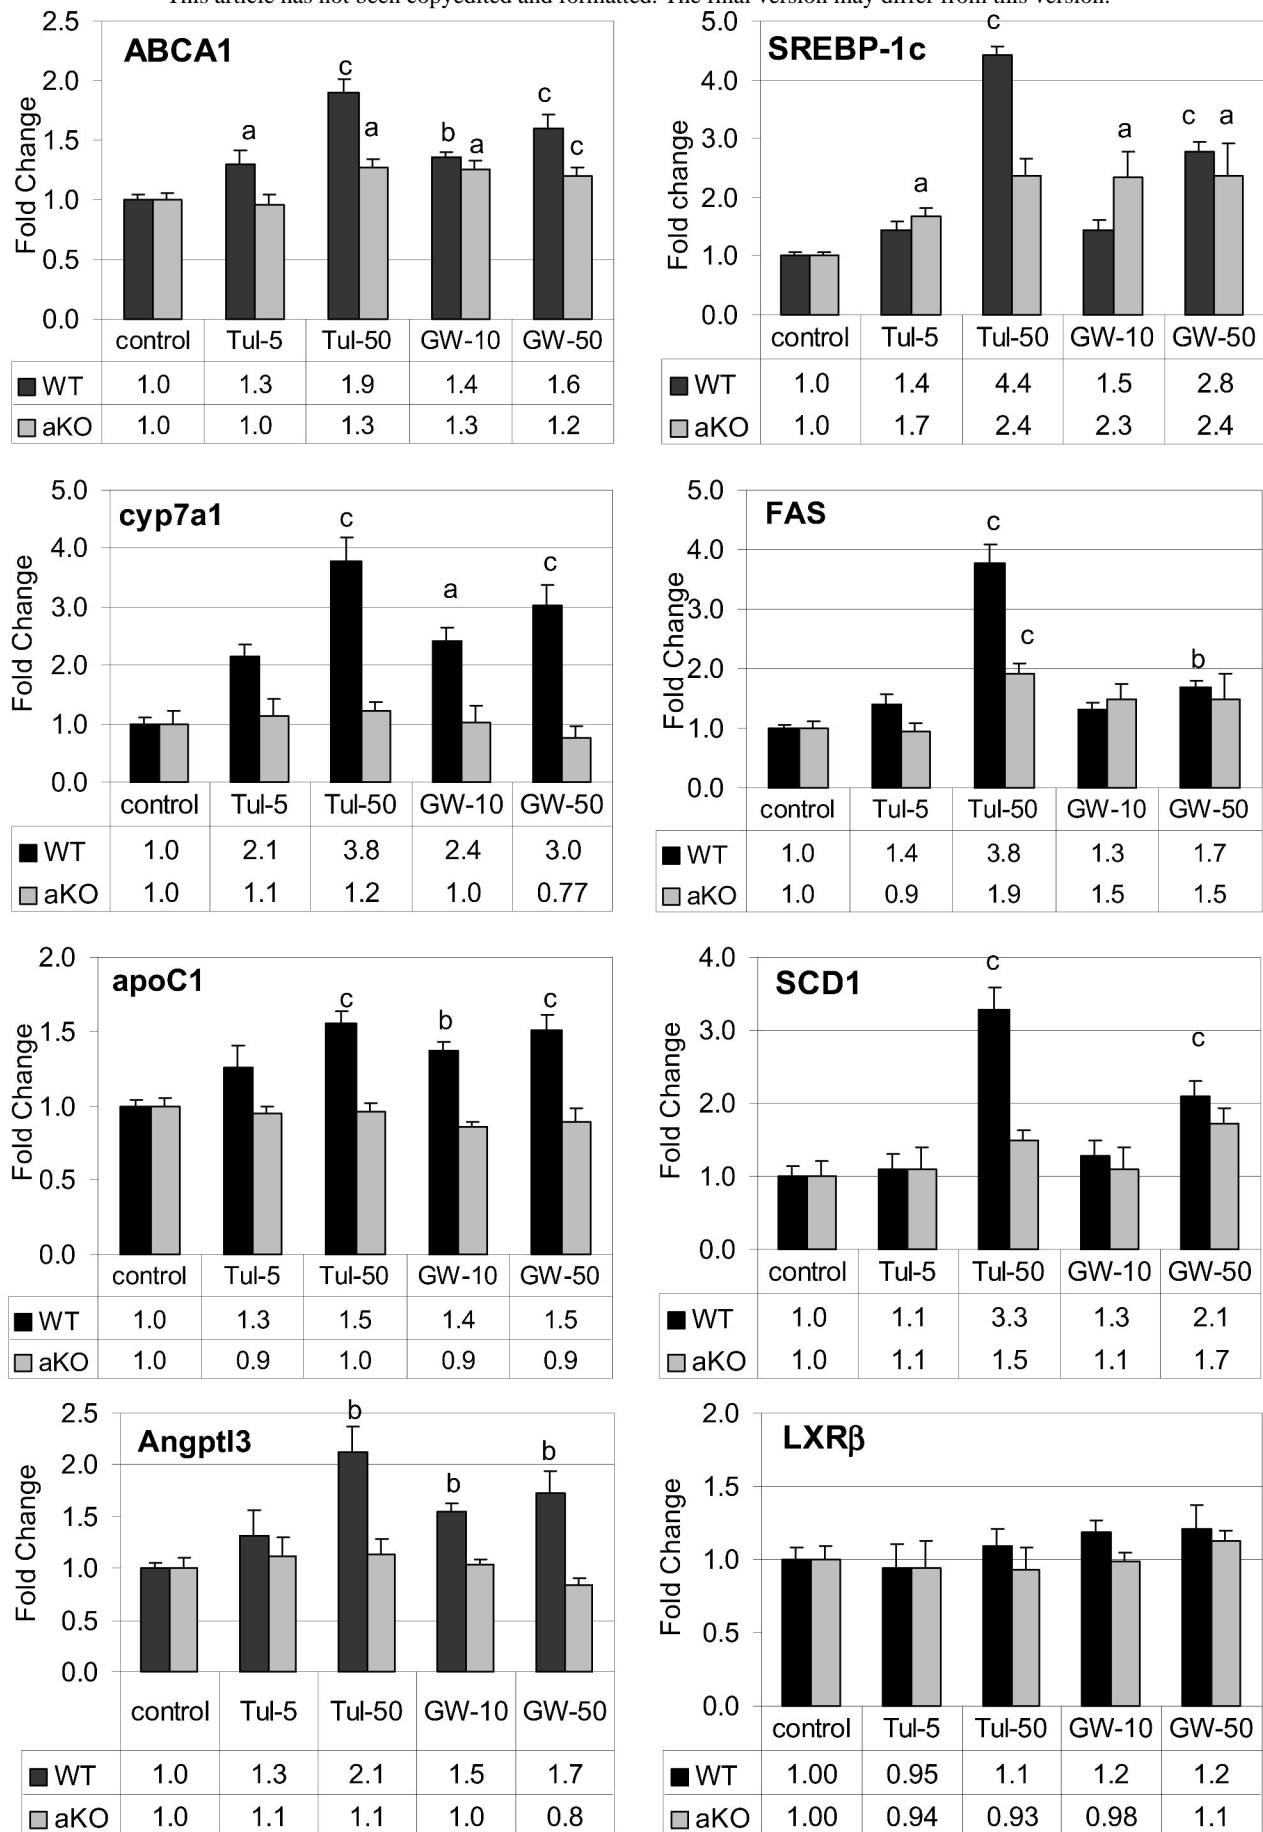 This article has not been copyedited and formatted. The final version may differ from this version.
ABCA1
Fold Change
2.5
2.0
1.5
1.0
0.5
0.0
c
a
a
b
a
c
c
control Tul-5 Tul-50 GW-10 GW-50
WT 1.0 1.3 1.9 1.4 1.6
aKO 1.0 1.0 1.3 1.3 1.2
SREBP-1c
Fold change
5.0
4.0
3.0
2.0
1.0
0.0
a
c
a
c
a
control Tul-5 Tul-50 GW-10 GW-50
WT 1.0 1.4 4.4 1.5 2.8
aKO 1.0 1.7 2.4 2.3 2.4
cyp7a1
Fold Change
5.0
4.0
3.0
2.0
1.0
0.0
c
a
c
control Tul-5 Tul-50 GW-10 GW-50
WT 1.0 2.1 3.8 2.4 3.0
aKO 1.0 1.1 1.2 1.0 0.77
FAS
Fold Change
5.0
4.0
3.0
2.0
1.0
0.0
c
c
b
control Tul-5 Tul-50 GW-10 GW-50
WT 1.0 1.4 3.8 1.3 1.7
aKO 1.0 0.9 1.9 1.5 1.5
apoC1
Fold Change
2.0
1.5
1.0
0.5
0.0
c
b
c
control Tul-5 Tul-50 GW-10 GW-50
WT 1.0 1.3 1.5 1.4 1.5
aKO 1.0 0.9 1.0 0.9 0.9
SCD1
Fold Change
4.0
3.0
2.0
1.0
0.0
c
c
control Tul-5 Tul-50 GW-10 GW-50
WT 1.0 1.1 3.3 1.3 2.1
aKO 1.0 1.1 1.5 1.1 1.7
Angptl3
Fold Change
2.5
2.0
1.5
1.0
0.5
0.0
b
b
b
control Tul-5 Tul-50 GW-10 GW-50
WT 1.0 1.3 2.1 1.5 1.7
aKO 1.0 1.1 1.1 1.0 0.8
LXRβ
Fold Change
2.0
1.5
1.0
0.5
0.0
control Tul-5 Tul-50 GW-10 GW-50
WT 1.00 0.95 1.1 1.2 1.2
aKO 1.00 0.94 0.93 0.98 1.1